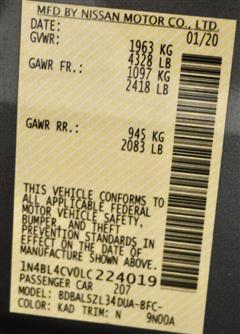 MFD BY NISSAN MOTOR CO., LTD.
DATE: 01/20
GVWR: 1963 KG
4328 LB
GAWR FR.: 1097 KG
2418 LB
GAWR RR.: 945 KG
2083 LB
THIS VEHICLE CONFORMS TO
ALL APPLICABLE FEDERAL
MOTOR VEHICLE SAFETY,
BUMPER, AND THEFT
PREVENTION STANDARDS IN
EFFECT ON THE DATE OF
MANUFACTURE SHOWN ABOVE.
1N4BL4CV0LC224019
PASSENGER CAR 207
MODEL: BDBALSZL34DUA-BFC-
COLOR: KAD TRIM: N 9N00A